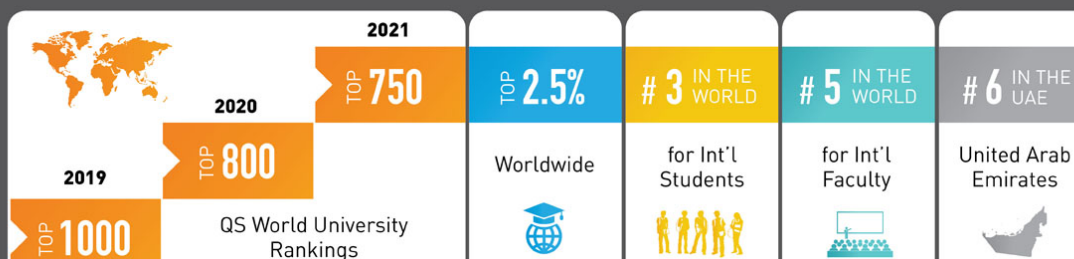 2019
TOP 1000
2020
TOP 800
2021
TOP 750
QS World University
Rankings
TOP 2.5%
Worldwide
# 3 IN THE
WORLD
for Int'l
Students
# 5 IN THE
WORLD
for Int'l
Faculty
# 6 IN THE
UAE
United Arab
Emirates